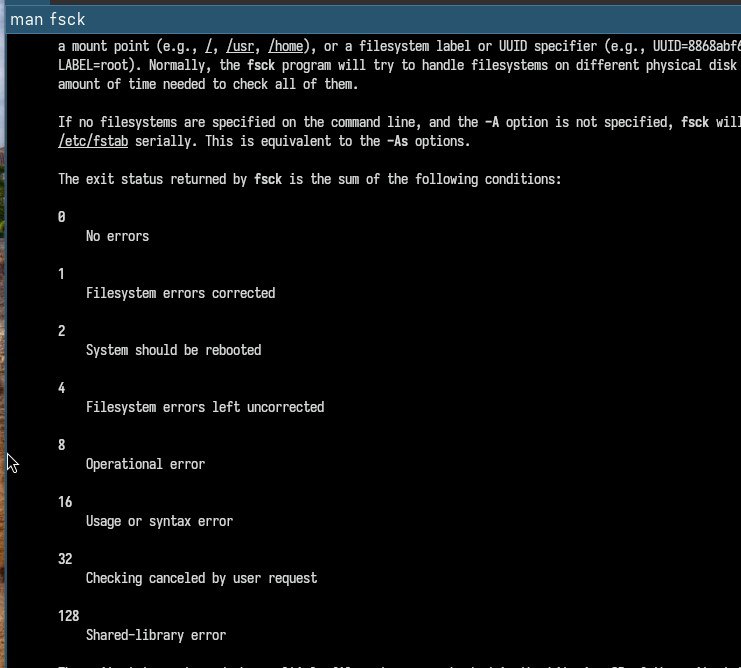 man fsck
a mount point (e.g., /, /usr, /home), or a filesystem label or UUID specifier (e.g., UUID=8868abf6
LABEL=root). Normally, the fsck program will try to handle filesystems on different physical disk
amount of time needed to check all of them.
If no filesystems are specified on the command line, and the -A option is not specified, fsck will
/etc/fstab serially. This is equivalent to the -As options.
The exit status returned by fsck is the sum of the following conditions:
0
No errors
1
Filesystem errors corrected
2
System should be rebooted
4
Filesystem errors left uncorrected
8
Operational error
16
Usage or syntax error
32
Checking canceled by user request
128
Shared-library error